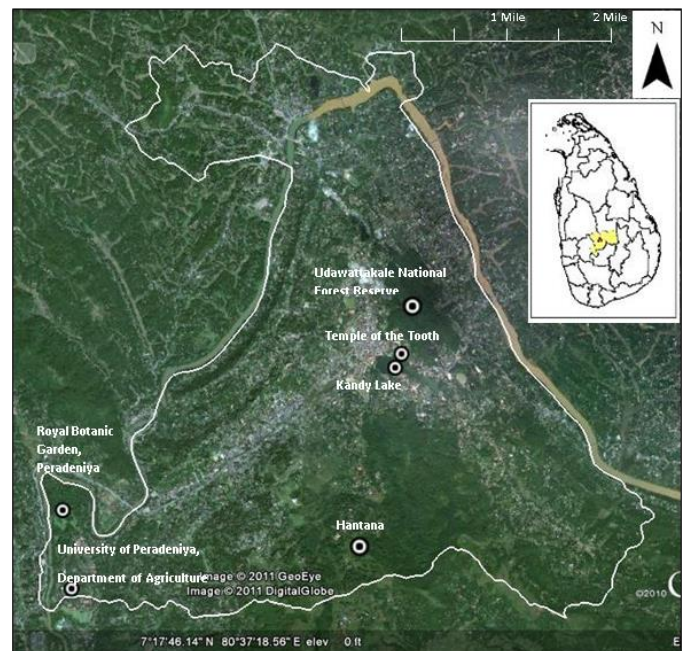 1 Mile
2 Mile
N
Udawattakale National
Forest Reserve
Temple of the Tooth
Kandy Lake
Royal Botanic
Garden,
Peradeniya
Hantana
University of Peradeniya,
Department of Agriculture
Image © 2011 GeoEye
Image © 2011 DigitalGlobe
©2010
7°17'46.14" N 80°37'18.56" E elev 0 ft
E